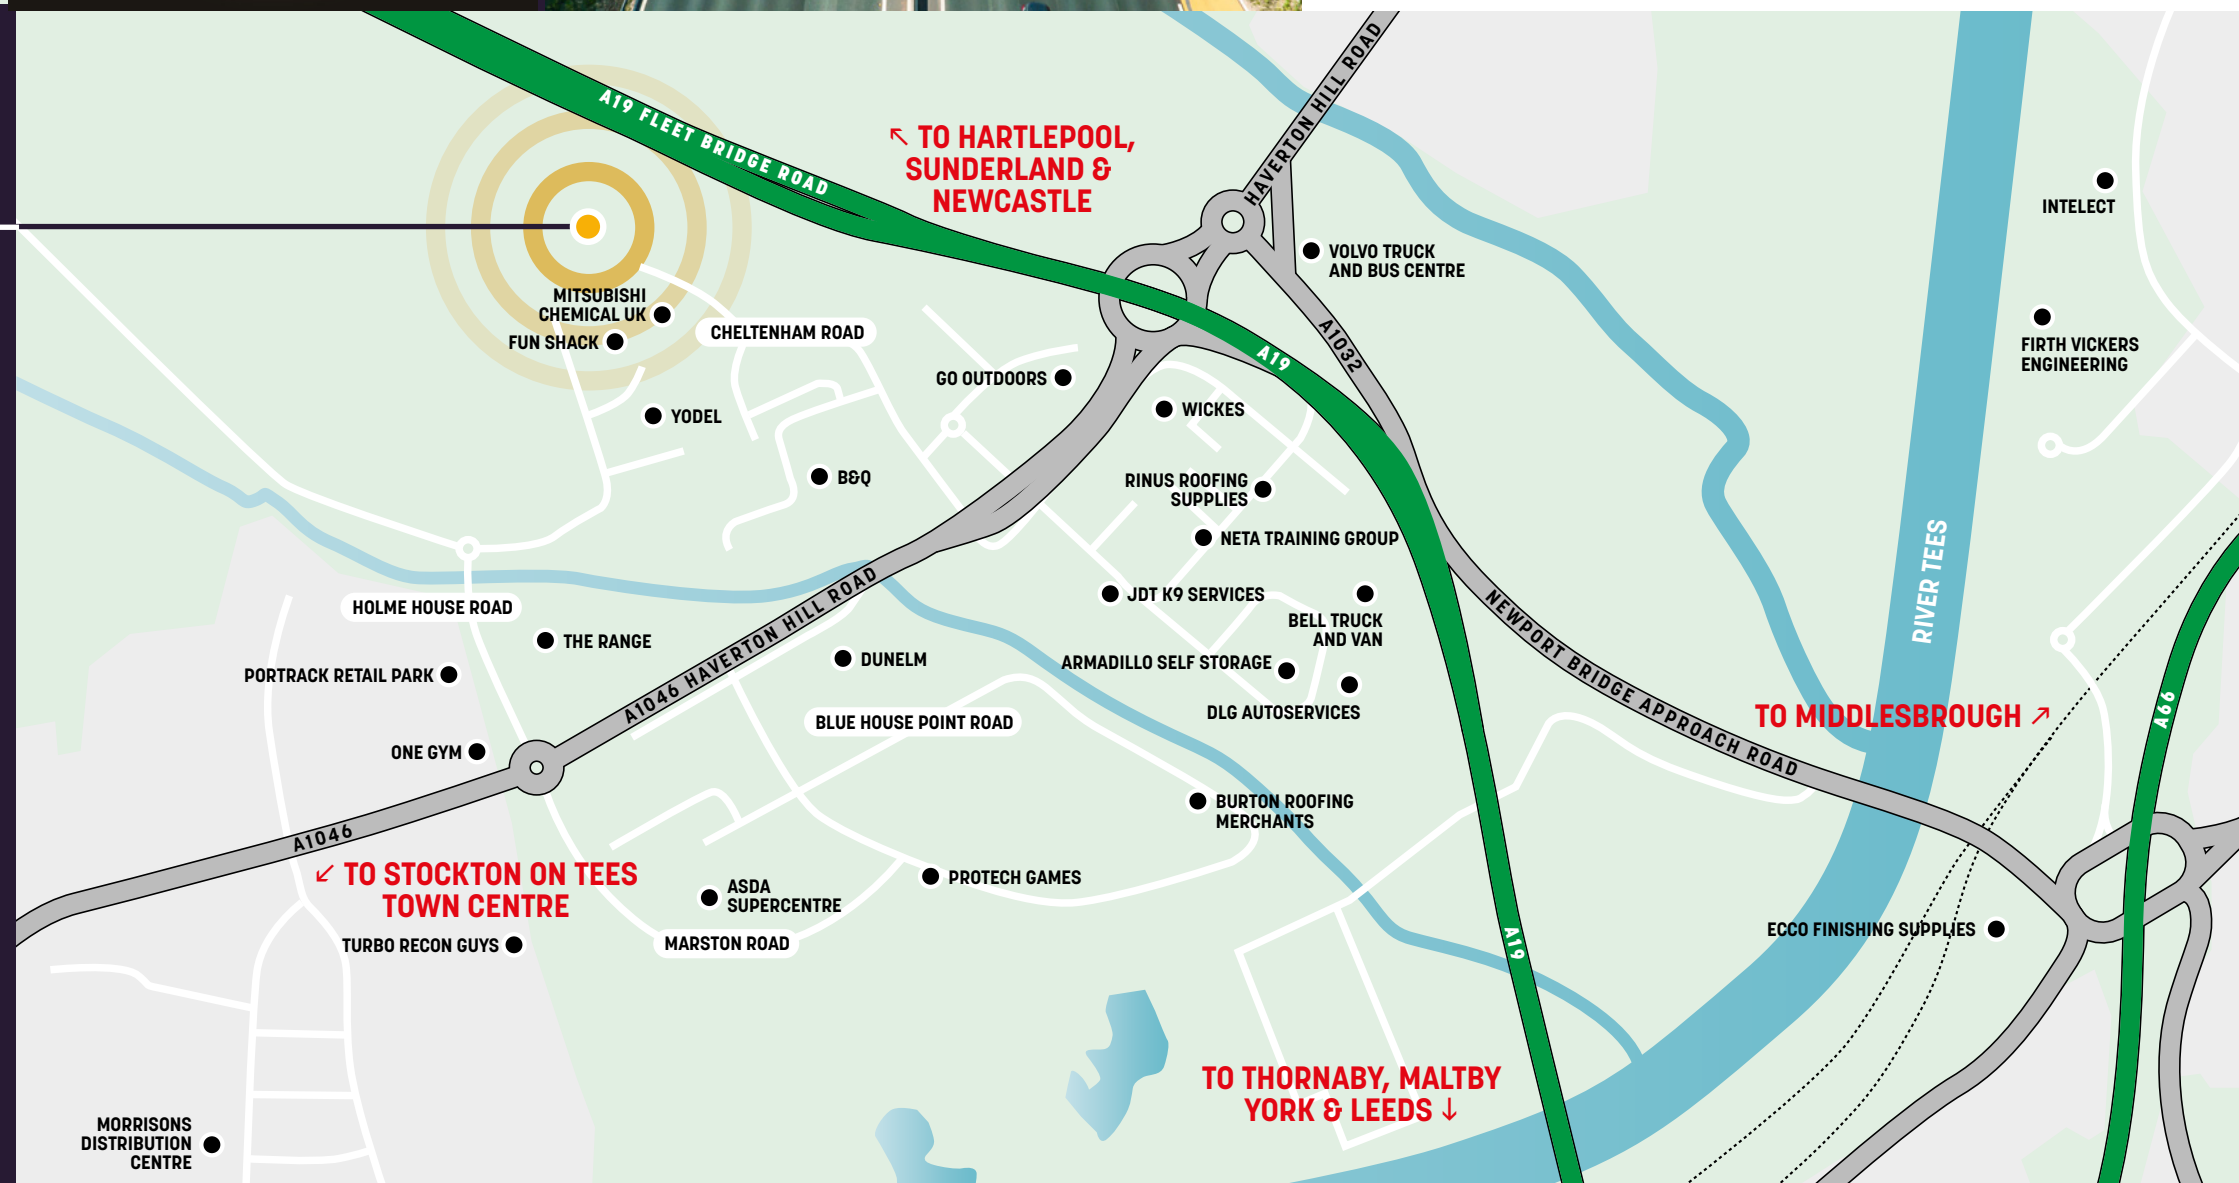 HAVERTON HILL ROAD
A19 FLEET BRIDGE ROAD
↖ TO HARTLEPOOL,
SUNDERLAND &
NEWCASTLE
INTELECT
VOLVO TRUCK
AND BUS CENTRE
MITSUBISHI
CHEMICAL UK
FUN SHACK
CHELTENHAM ROAD
A19
A1032
FIRTH VICKERS
ENGINEERING
GO OUTDOORS
YODEL
WICKES
B&Q
RINUS ROOFING
SUPPLIES
NETA TRAINING GROUP
HOLME HOUSE ROAD
JDT K9 SERVICES
BELL TRUCK
AND VAN
RIVER TEES
THE RANGE
A1046 HAVERTON HILL ROAD
DUNELM
ARMADILLO SELF STORAGE
NEWPORT BRIDGE APPROACH ROAD
PORTRACK RETAIL PARK
DLG AUTOSERVICES
TO MIDDLESBROUGH ↗
A66
BLUE HOUSE POINT ROAD
ONE GYM
BURTON ROOFING
MERCHANTS
A1046
↙ TO STOCKTON ON TEES
TOWN CENTRE
PROTECH GAMES
ASDA
SUPERCENTRE
TURBO RECON GUYS
MARSTON ROAD
A19
ECCO FINISHING SUPPLIES
TO THORNABY, MALTBY
YORK & LEEDS ↓
MORRISONS
DISTRIBUTION
CENTRE